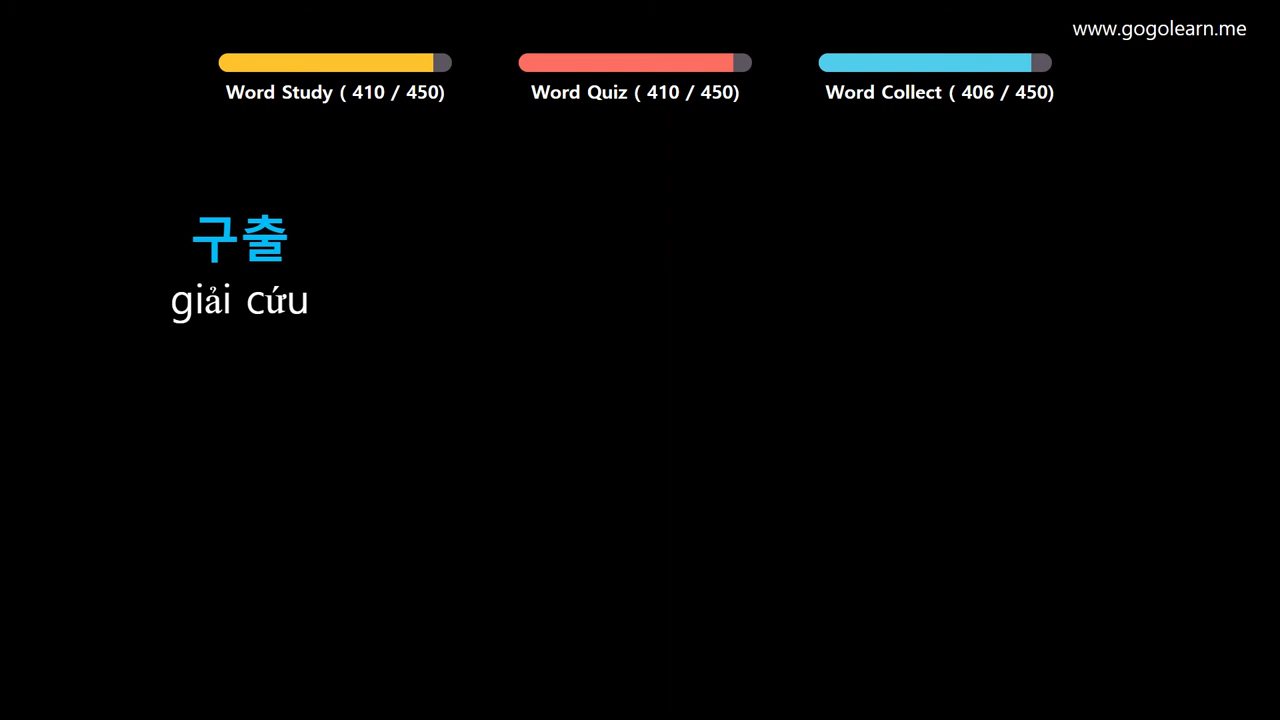 www.gogolearn.me
Word Study ( 410 / 450)
Word Quiz ( 410 / 450)
Word Collect ( 406 / 450)
구출
giải cứu